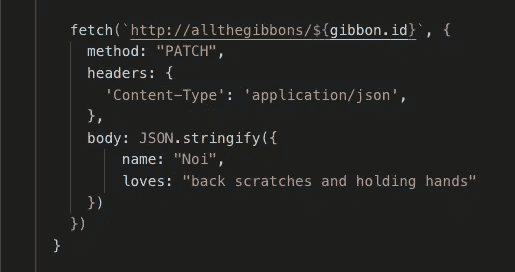 fetch(`http://allthegibbons/${gibbon.id}`, {
method: "PATCH",
headers: {
'Content-Type': 'application/json',
},
body: JSON.stringify({
name: "Noi",
loves: "back scratches and holding hands"
})
})
}